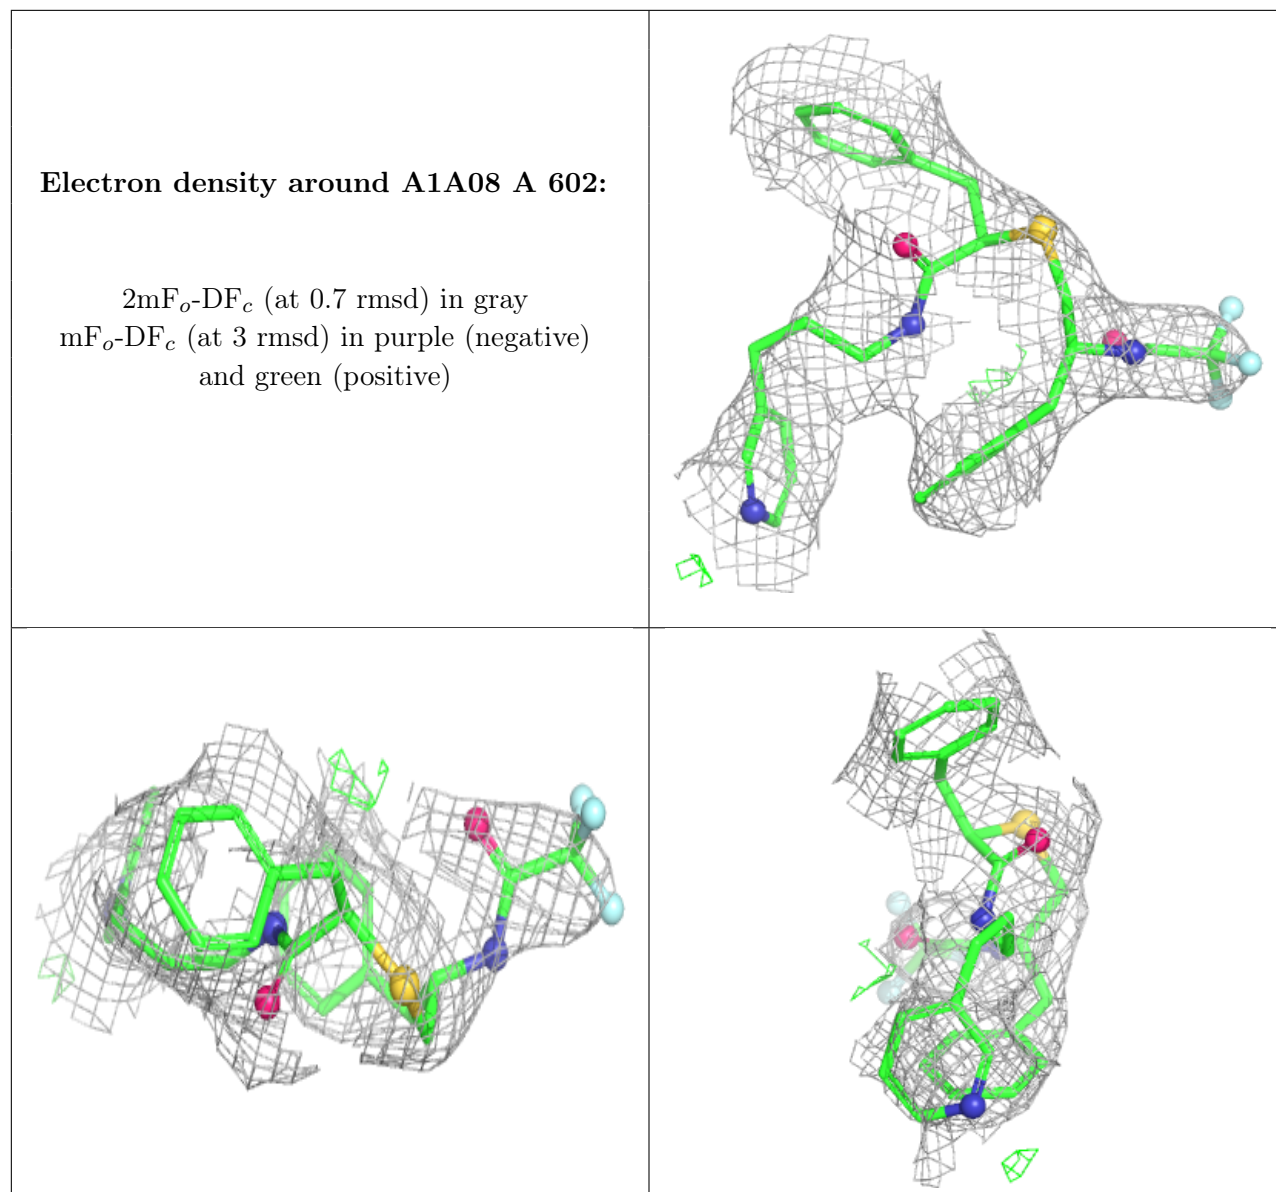 Electron density around A1A08 A 602:
2mFo-DFc (at 0.7 rmsd) in gray
mFo-DFc (at 3 rmsd) in purple (negative)
and green (positive)